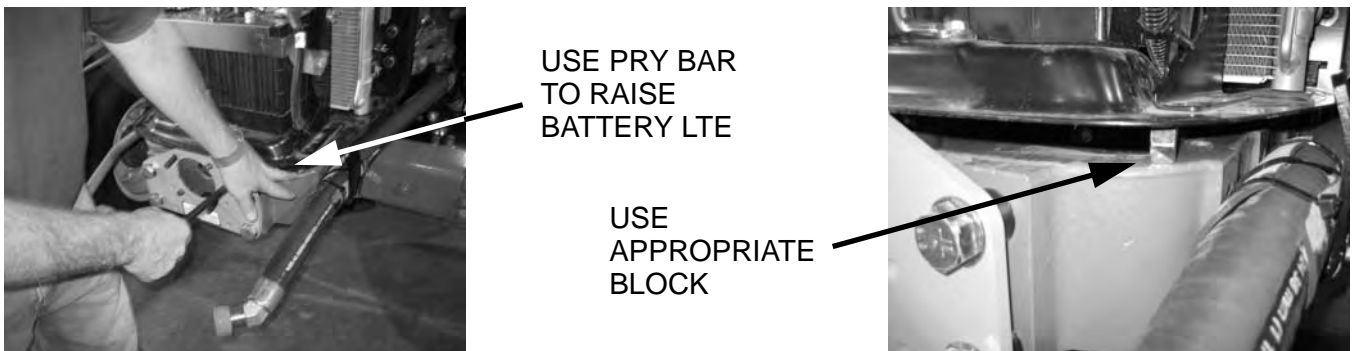 USE PRY BAR
TO RAISE
BATTERY LTE
USE
APPROPRIATE
BLOCK